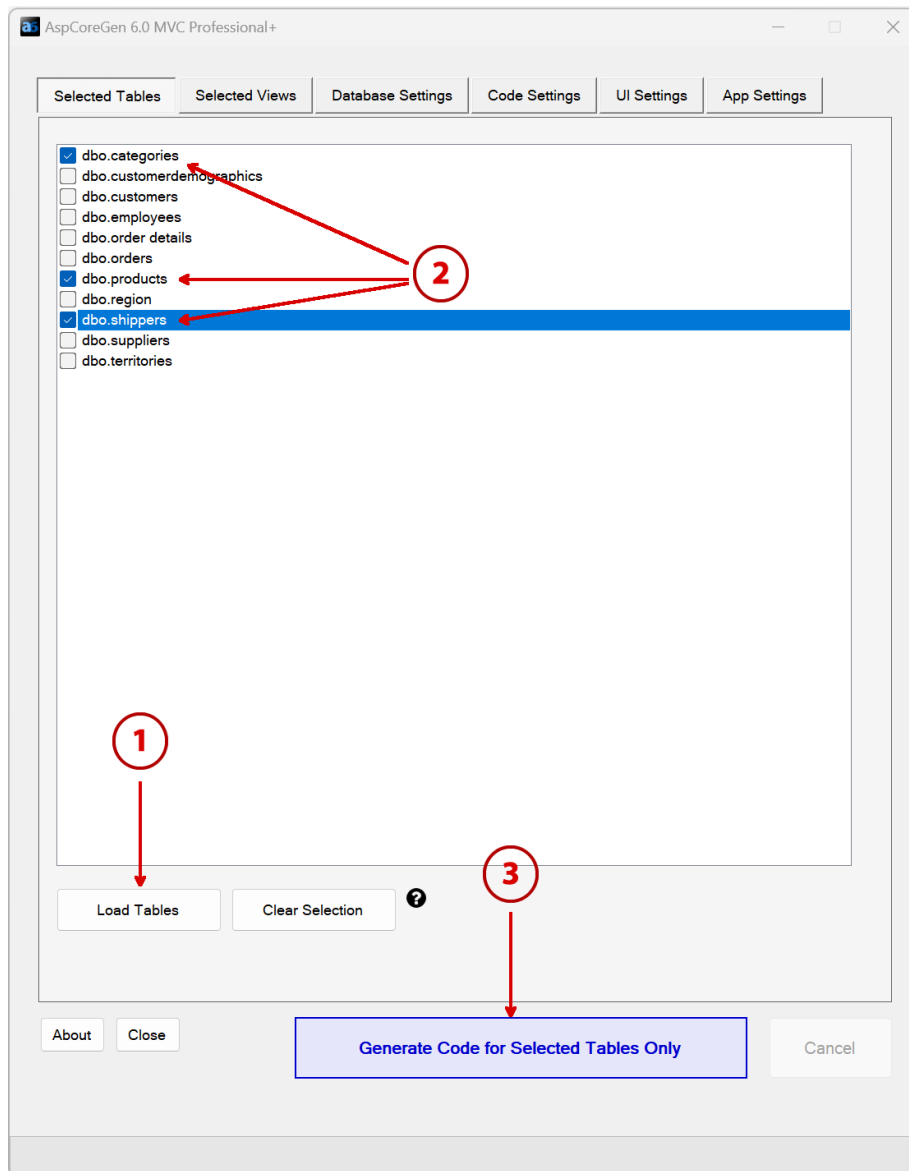 a6 AspCoreGen 6.0 MVC Professional+
Selected Tables Selected Views Database Settings Code Settings UI Settings App Settings
dbo.categories
dbo.customerdemographics
dbo.customers
dbo.employees
dbo.order details
dbo.orders
dbo.products
dbo.region
dbo.shippers
dbo.suppliers
dbo.territories
2
1
3
Load Tables Clear Selection ?
About Close Generate Code for Selected Tables Only Cancel